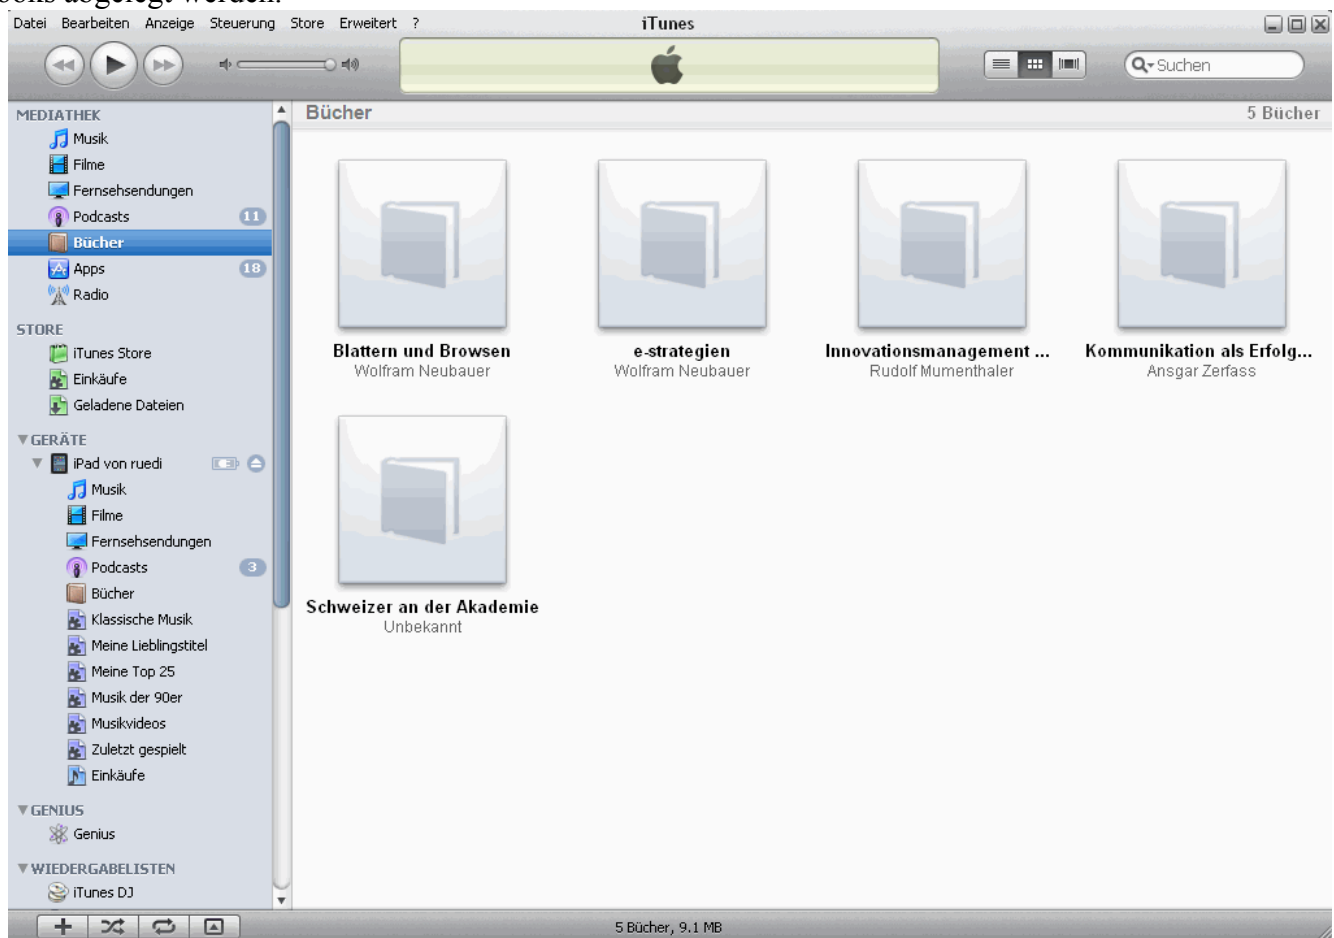 ooks abgelegt werden.
Datei Bearbeiten Anzeige Steuerung Store Erweitert ?
iTunes
Suchen
MEDIATHEK
Musik
Filme
Fernsehsendungen
Podcasts 11
Bücher
Apps 18
Radio
STORE
iTunes Store
Einkäufe
Geladene Dateien
GERÄTE
iPad von ruedi
Musik
Filme
Fernsehsendungen
Podcasts 3
Bücher
Klassische Musik
Meine Lieblingstitel
Meine Top 25
Musik der 90er
Musikvideos
Zuletzt gespielt
Einkäufe
GENIUS
Genius
WIEDERGABELISTEN
iTunes DJ
Bücher 5 Bücher
Blattern und Browsen
Wolfram Neubauer
e-strategien
Wolfram Neubauer
Innovationsmanagement ...
Rudolf Mumenthaler
Kommunikation als Erfolg...
Ansgar Zerfass
Schweizer an der Akademie
Unbekannt
5 Bücher, 9.1 MB